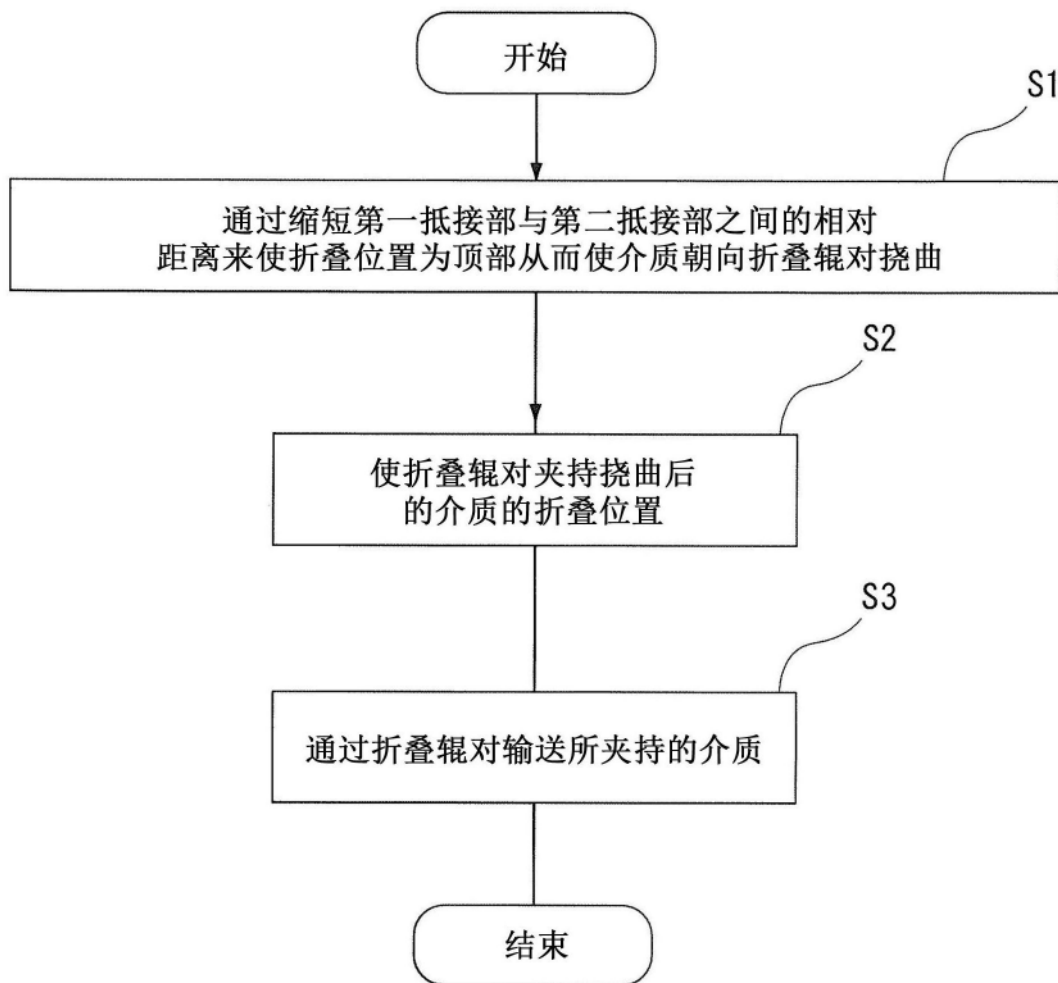 开始
S1
通过缩短第一抵接部与第二抵接部之间的相对
距离来使折叠位置为顶部从而使介质朝向折叠辊对挠曲
S2
使折叠辊对夹持挠曲后
的介质的折叠位置
S3
通过折叠辊对输送所夹持的介质
结束